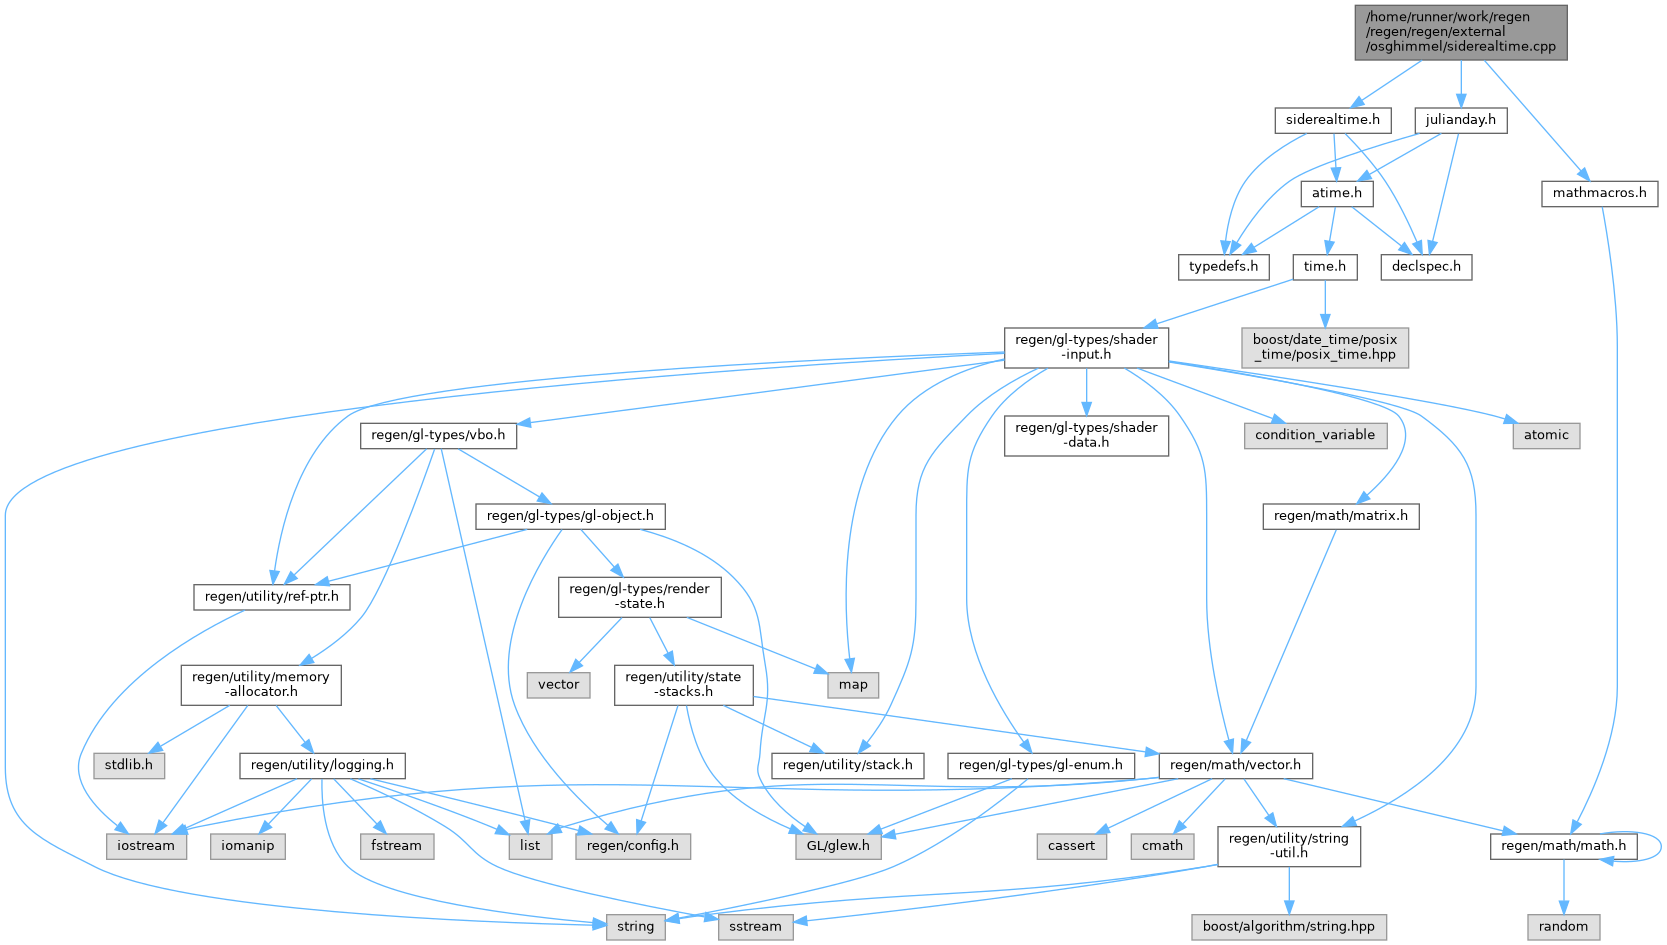 /home/runner/work/regen
/regen/regen/external
/osghimmel/siderealtime.cpp
siderealtime.h
julianday.h
atime.h
mathmacros.h
typedefs.h
time.h
declspec.h
regen/gl-types/shader
-input.h
boost/date_time/posix
_time/posix_time.hpp
regen/gl-types/vbo.h
regen/gl-types/shader
-data.h
condition_variable
atomic
regen/gl-types/gl-object.h
regen/math/matrix.h
regen/utility/ref-ptr.h
regen/gl-types/render
-state.h
regen/utility/memory
-allocator.h
vector
regen/utility/state
-stacks.h
map
stdlib.h
regen/utility/logging.h
regen/utility/stack.h
regen/gl-types/gl-enum.h
regen/math/vector.h
iostream
iomanip
fstream
list
regen/config.h
GL/glew.h
cassert
cmath
regen/utility/string
-util.h
regen/math/math.h
string
sstream
boost/algorithm/string.hpp
random